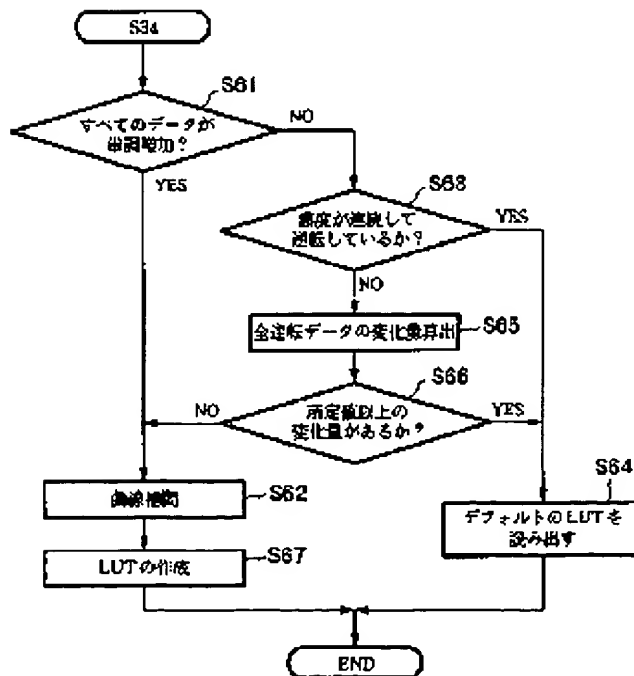 S34
S61
すべてのデータが
単調増加?
NO
YES
S63
濃度が連続して
逆転しているか?
YES
NO
全逆転データの変化量算出
S65
S66
所定値以上の
変化量があるか?
NO
YES
曲線補間
S62
S64
デフォルトのLUTを
読み出す
LUTの作成
S67
END